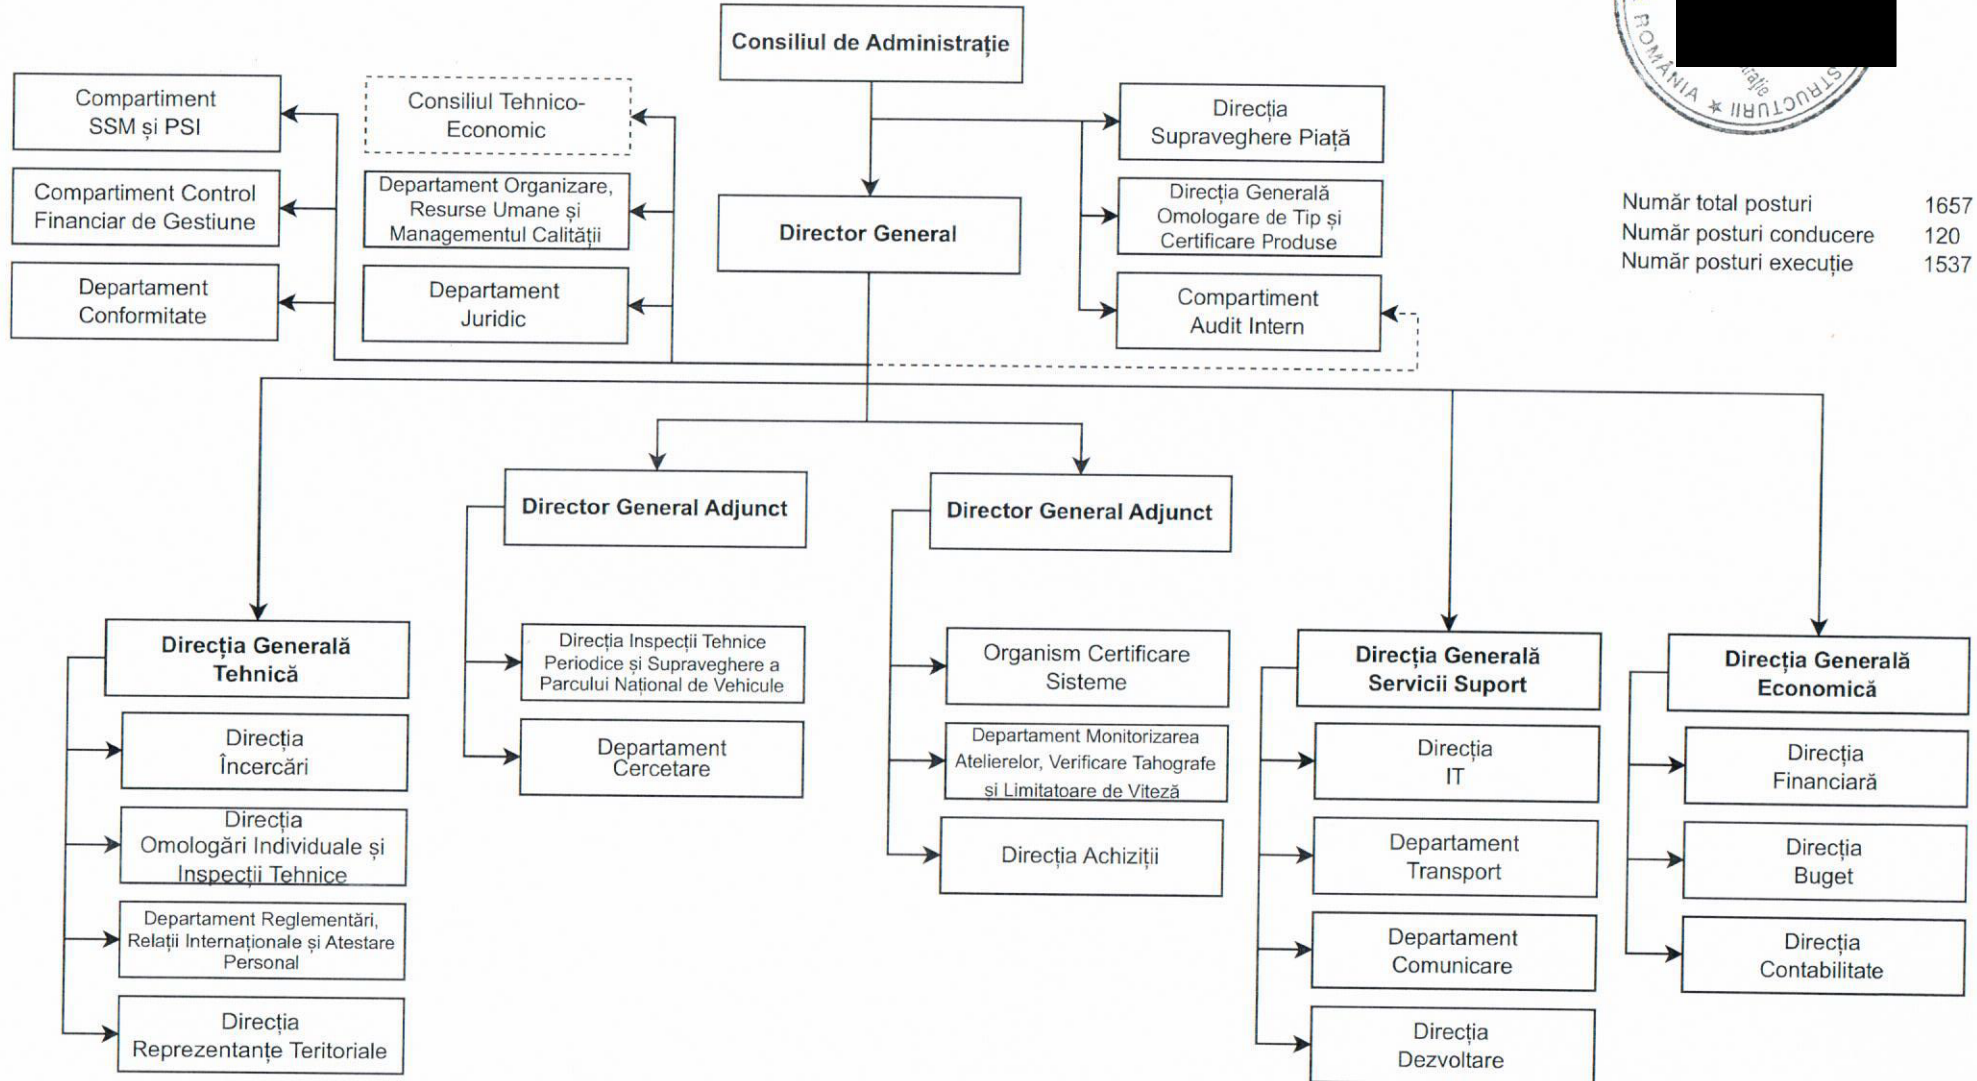 Consiliul de Administrație
ROMÂNIA ★
Compartiment
SSM și PSI
Consiliul Tehnico-
Economic
Direcția
Supraveghere Piață
Compartiment Control
Financiar de Gestiune
Departament Organizare,
Resurse Umane și
Managementul Calității
Director General
Direcția Generală
Omologare de Tip și
Certificare Produse
Număr total posturi 1657
Număr posturi conducere 120
Număr posturi execuție 1537
Departament
Conformitate
Departament
Juridic
Compartiment
Audit Intern
Director General Adjunct
Director General Adjunct
Direcția Generală
Tehnică
Direcția
Încercări
Direcția
Omologări Individuale și
Inspecții Tehnice
Departament Reglementări,
Relații Internaționale și Atestare
Personal
Direcția
Reprezentanțe Teritoriale
Direcția Inspecții Tehnice
Periodice și Supraveghere a
Parcului Național de Vehicule
Departament
Cercetare
Organism Certificare
Sisteme
Departament Monitorizarea
Atelierelor, Verificare Tahografe
și Limitatoare de Viteză
Direcția Achiziții
Direcția Generală
Servicii Suport
Direcția
IT
Departament
Transport
Departament
Comunicare
Direcția
Dezvoltare
Direcția Generală
Economică
Direcția
Financiară
Direcția
Buget
Direcția
Contabilitate